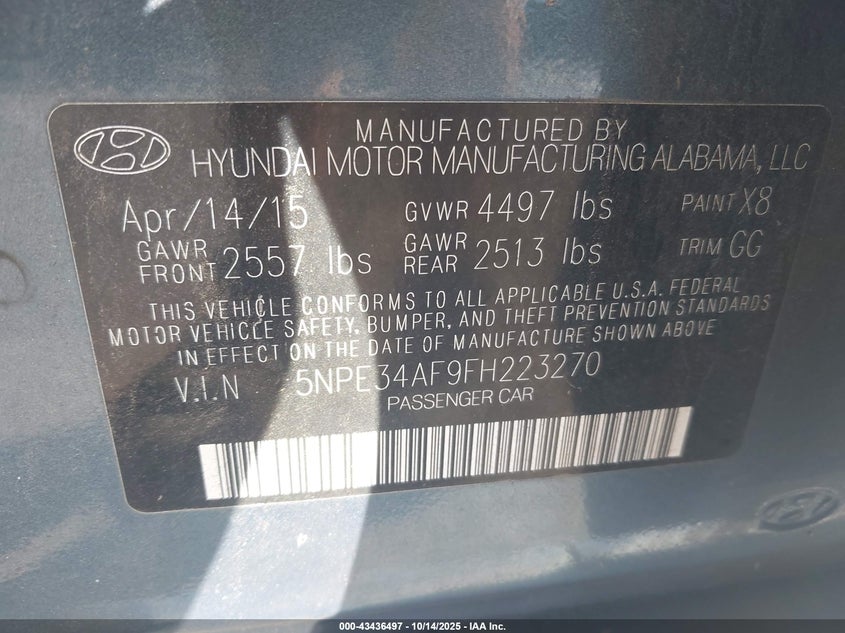 MANUFACTURED BY
HYUNDAI MOTOR MANUFACTURING ALABAMA, LLC
Apr/14/15 GVWR 4497 lbs PAINT X8
GAWR FRONT 2557 lbs GAWR REAR 2513 lbs TRIM GG
THIS VEHICLE CONFORMS TO ALL APPLICABLE U.S.A. FEDERAL
MOTOR VEHICLE SAFETY, BUMPER, AND THEFT PREVENTION STANDARDS
IN EFFECT ON THE DATE OF MANUFACTURE SHOWN ABOVE
V.I.N 5NPE34AF9FH223270
PASSENGER CAR
000-43436497 - 10/14/2025 - IAA Inc.